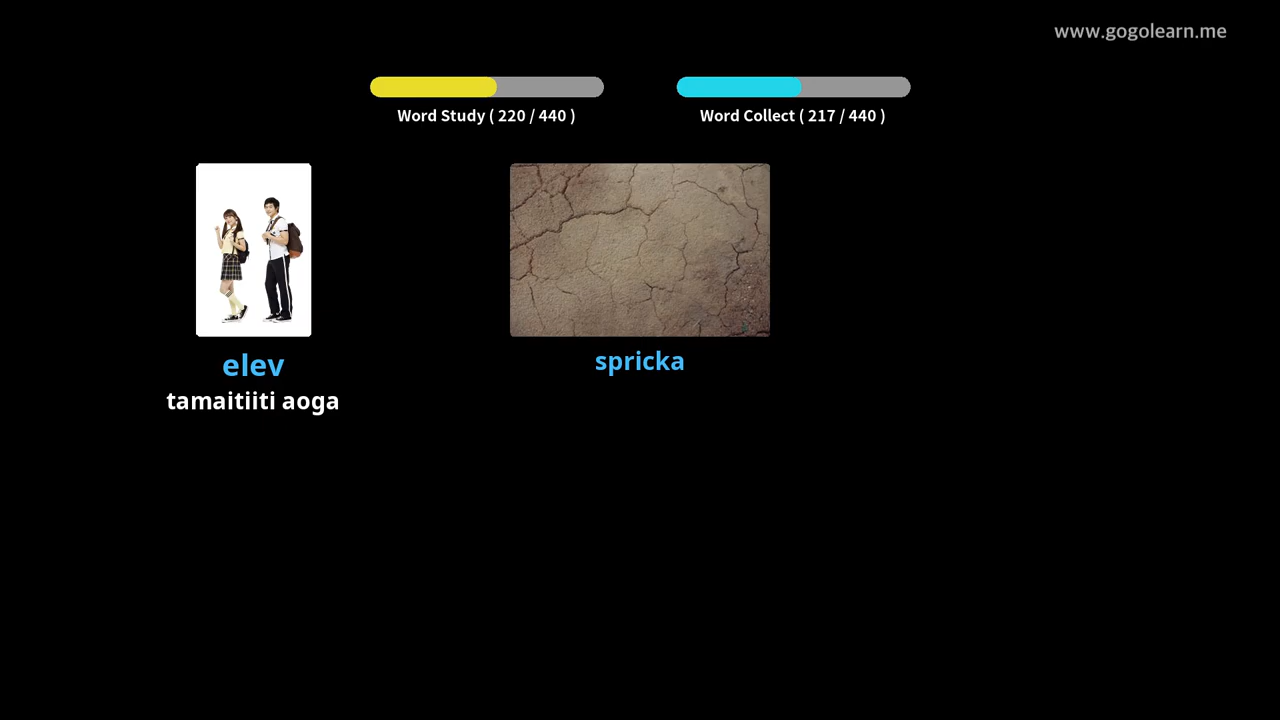 www.gogolearn.me
Word Study ( 220 / 440 )
Word Collect ( 217 / 440 )
elev
tamaitiiti aoga
spricka